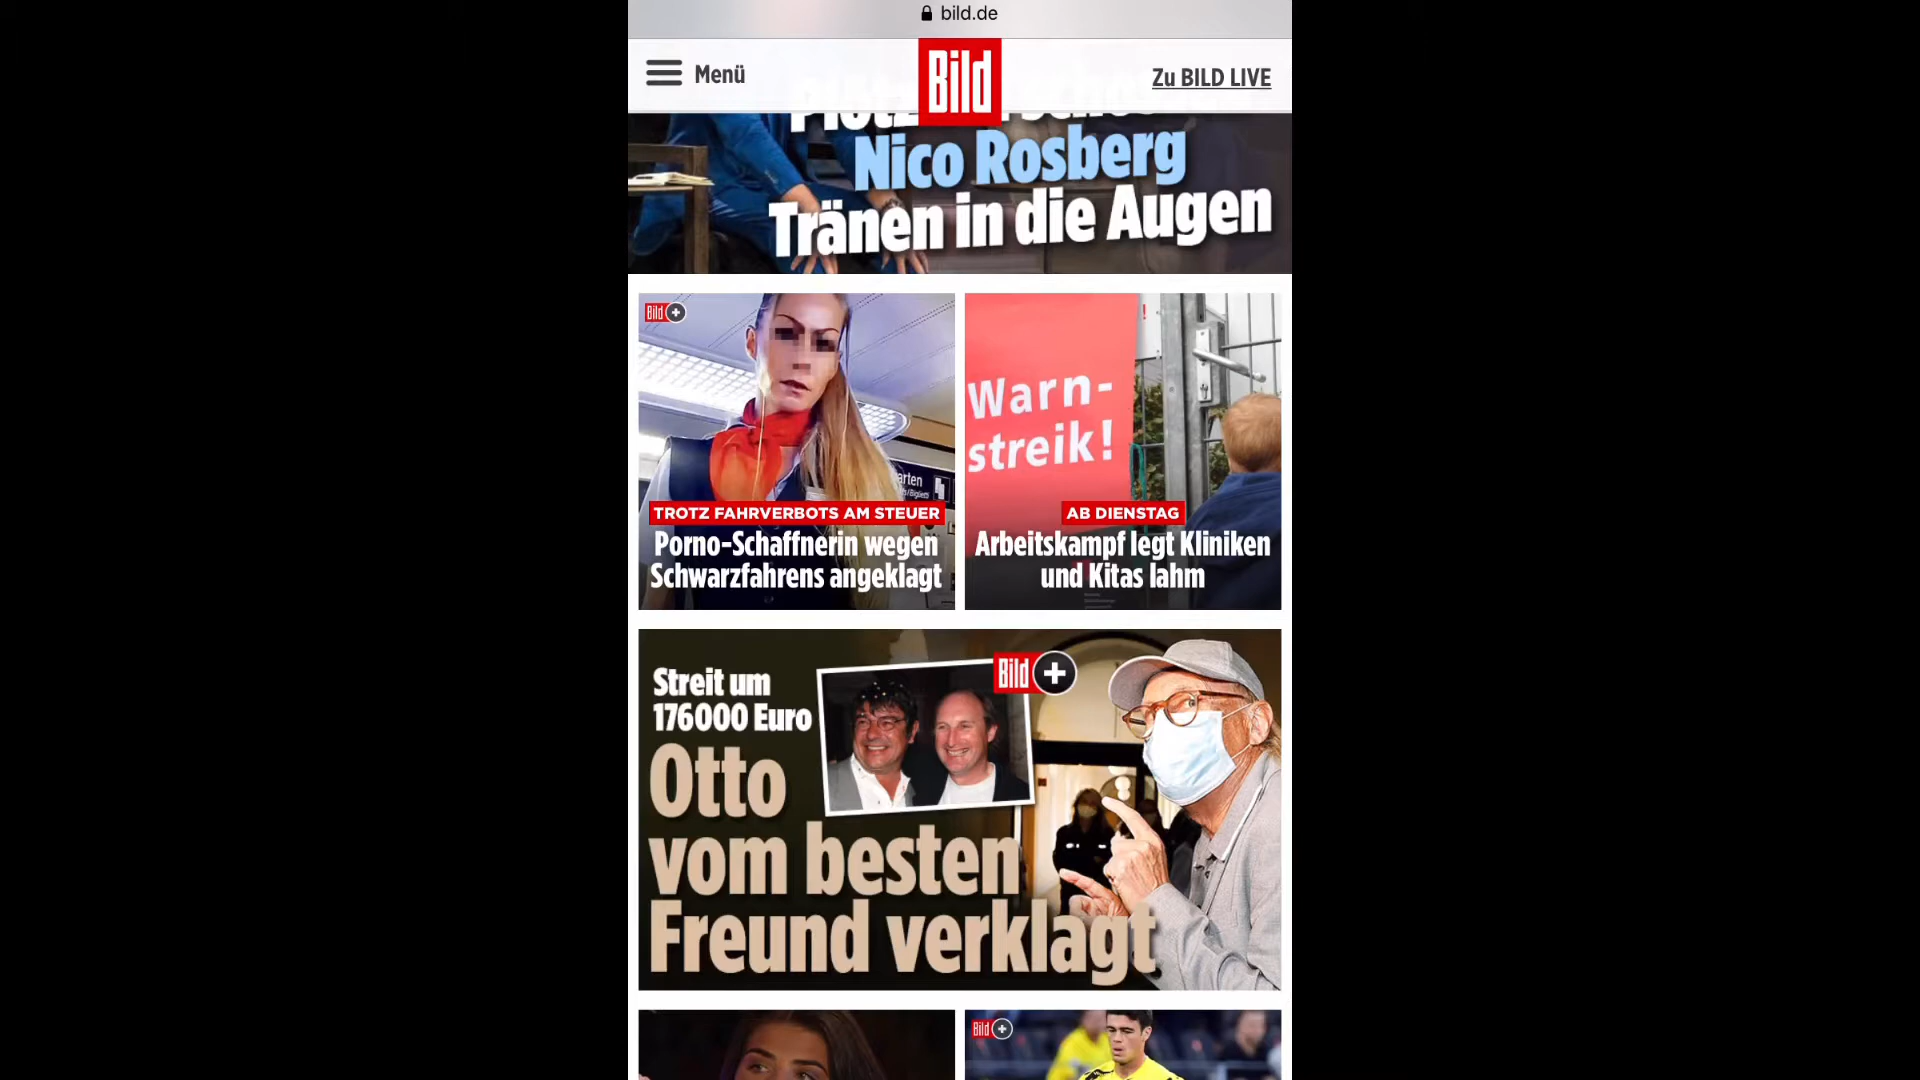 bild.de
Menü
Bild
Zu BILD LIVE
Nico Rosberg
Tränen in die Augen
Bild +
arten
TROTZ FAHRVERBOTS AM STEUER
Porno-Schaffnerin wegen
Schwarzfahrens angeklagt
Warn-
streik!
AB DIENSTAG
Arbeitskampf legt Kliniken
und Kitas lahm
Streit um
176000 Euro
Bild +
Otto
vom besten
Freund verklagt
Bild +